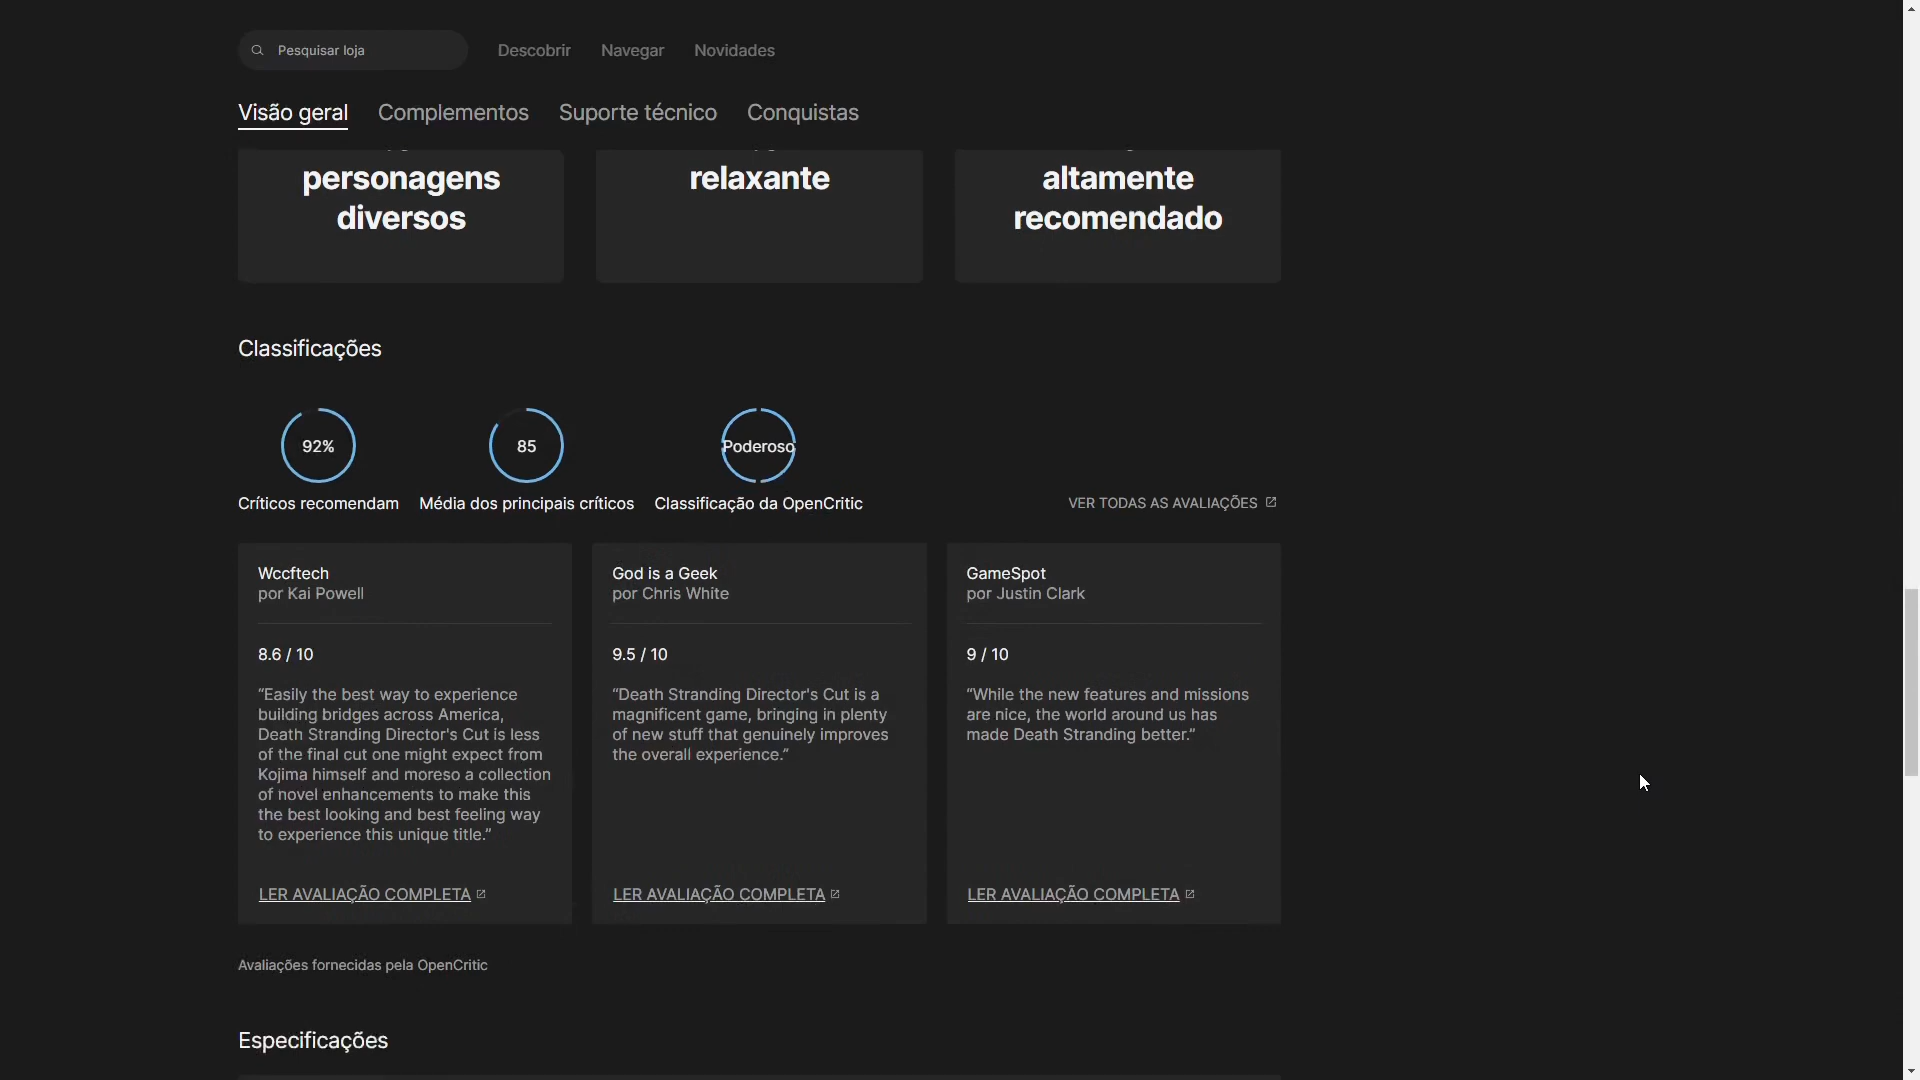 Pesquisar loja
Descobrir
Navegar
Novidades
Visão geral
Complementos
Suporte técnico
Conquistas
personagens
diversos
relaxante
altamente
recomendado
Classificações
92%
Críticos recomendam
85
Média dos principais críticos
Poderoso
Classificação da OpenCritic
VER TODAS AS AVALIAÇÕES
Wccftech
por Kai Powell
8.6 / 10
“Easily the best way to experience
building bridges across America,
Death Stranding Director's Cut is less
of the final cut one might expect from
Kojima himself and moreso a collection
of novel enhancements to make this
the best looking and best feeling way
to experience this unique title.”
LER AVALIAÇÃO COMPLETA
God is a Geek
por Chris White
9.5 / 10
“Death Stranding Director's Cut is a
magnificent game, bringing in plenty
of new stuff that genuinely improves
the overall experience.”
LER AVALIAÇÃO COMPLETA
GameSpot
por Justin Clark
9 / 10
“While the new features and missions
are nice, the world around us has
made Death Stranding better.”
LER AVALIAÇÃO COMPLETA
Avaliações fornecidas pela OpenCritic
Especificações